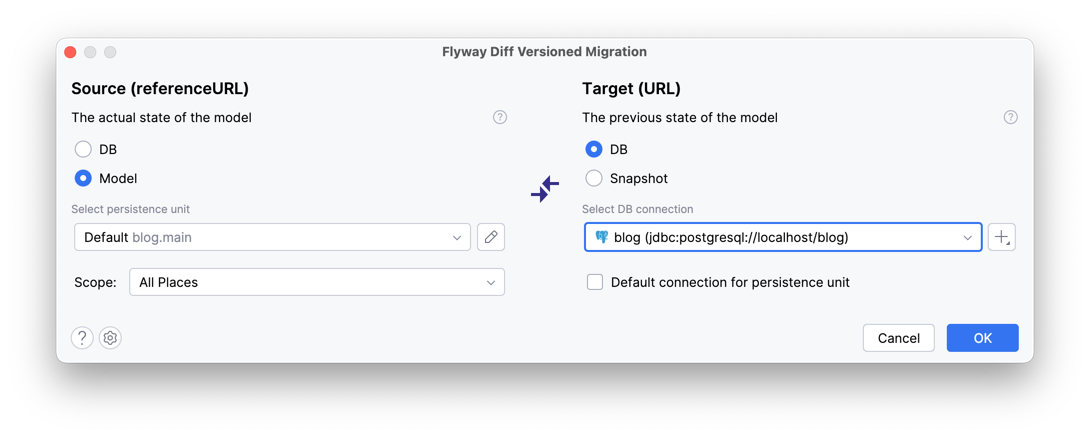 Flyway Diff Versioned Migration
Source (referenceURL)
The actual state of the model
?
DB
Model
Select persistence unit
Default blog.main
Scope: All Places
Target (URL)
The previous state of the model
?
DB
Snapshot
Select DB connection
blog (jdbc:postgresql://localhost/blog)
Default connection for persistence unit
?
Cancel OK